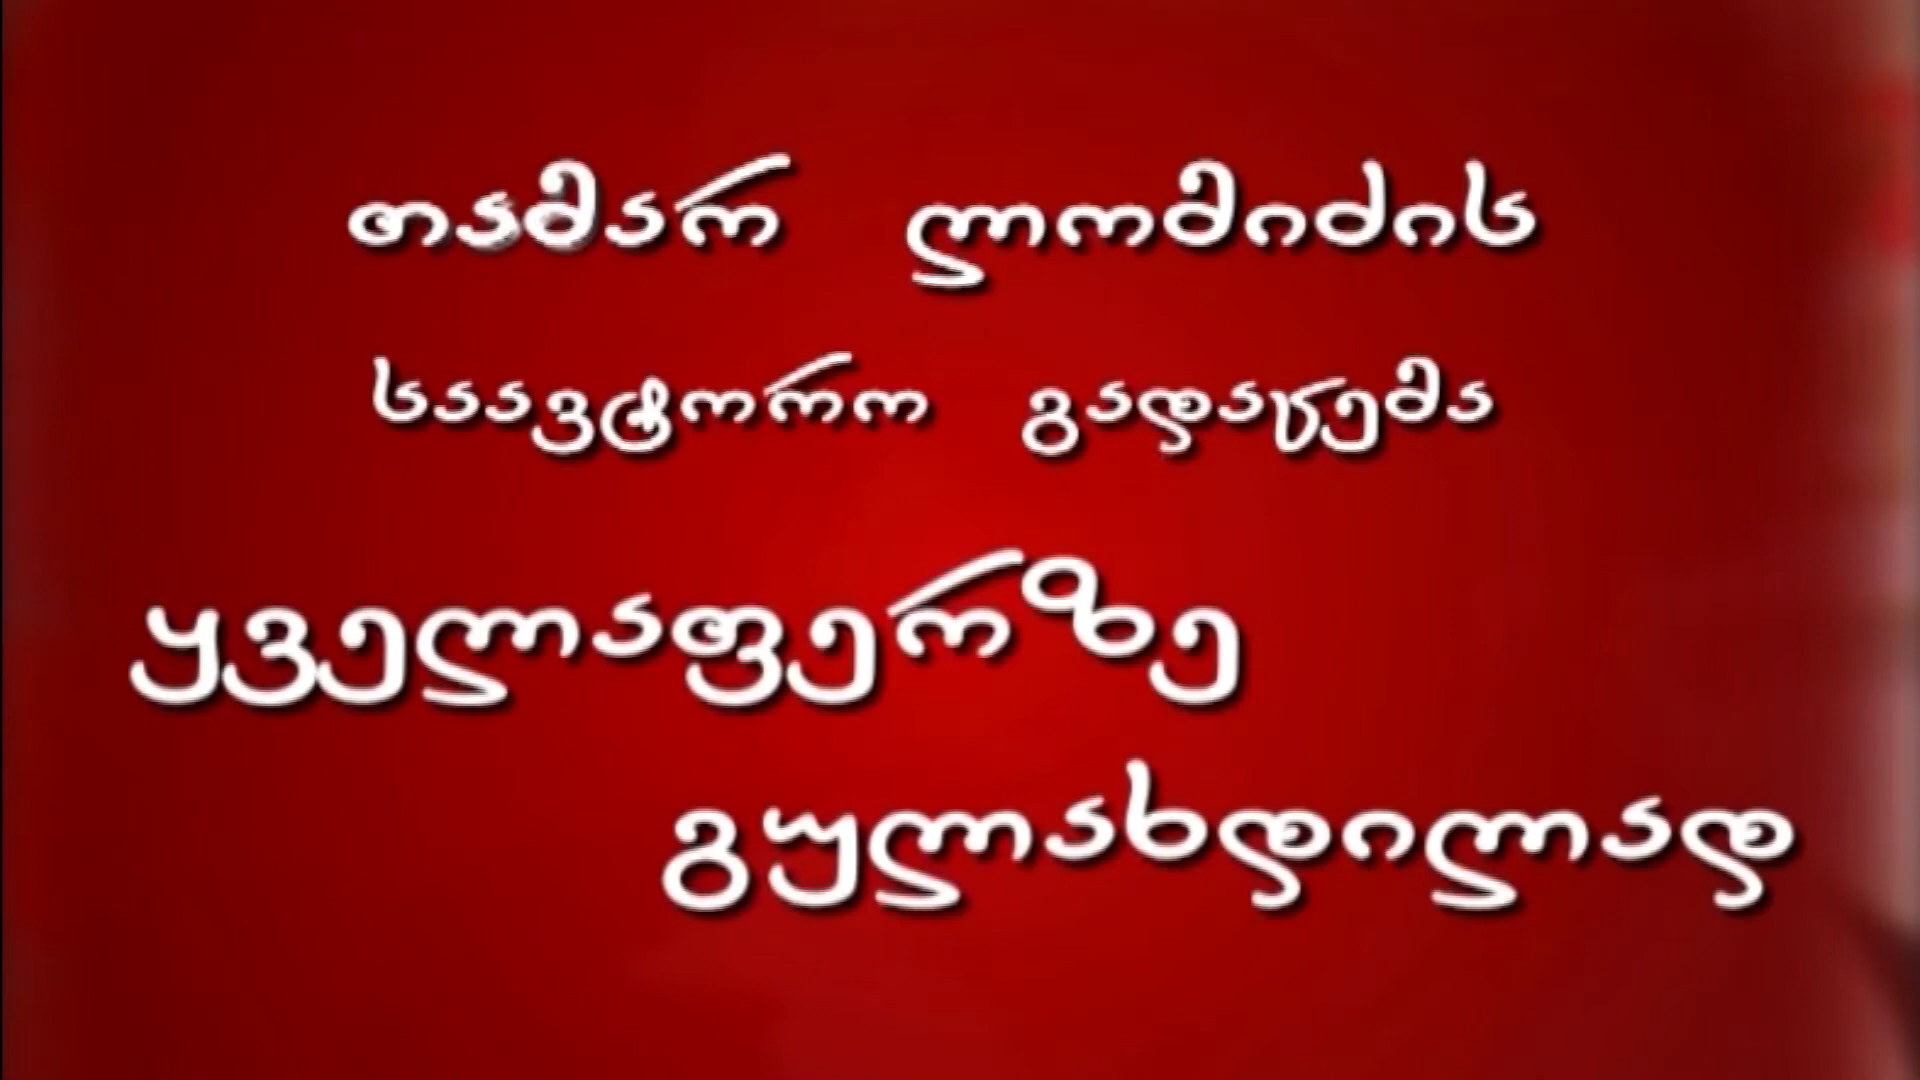 თამარ ლომიძის
საავტორო გადაცემა
ყველაფერზე
გულახდილად